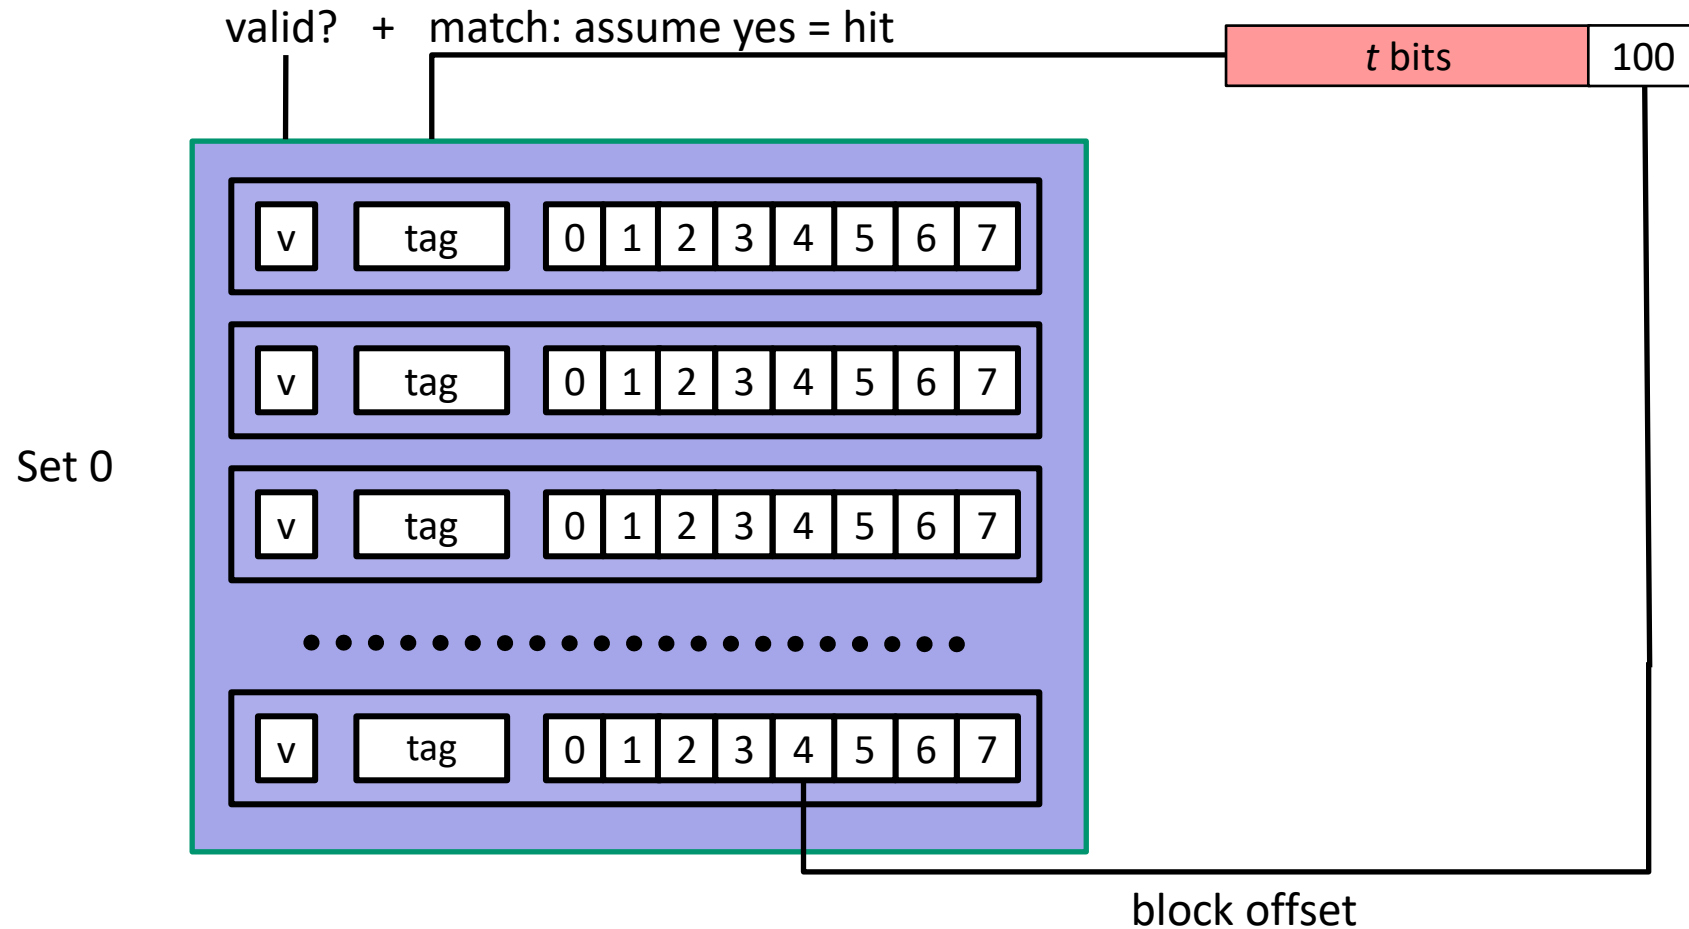 valid? + match: assume yes = hit
t bits 100
v tag 0 1 2 3 4 5 6 7
v tag 0 1 2 3 4 5 6 7
Set 0
v tag 0 1 2 3 4 5 6 7
v tag 0 1 2 3 4 5 6 7
block offset